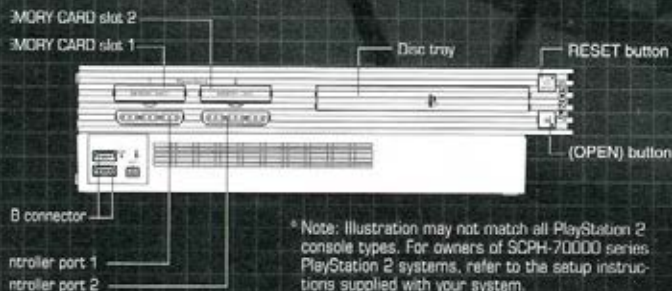 EMORY CARD slot 2
EMORY CARD slot 1
Disc tray
RESET button
(OPEN) button
B connector
ntroller port 1
ntroller port 2
* Note: Illustration may not match all PlayStation 2
console types. For owners of SCPH-70000 series
PlayStation 2 systems, refer to the setup instruc-
tions supplied with your system.